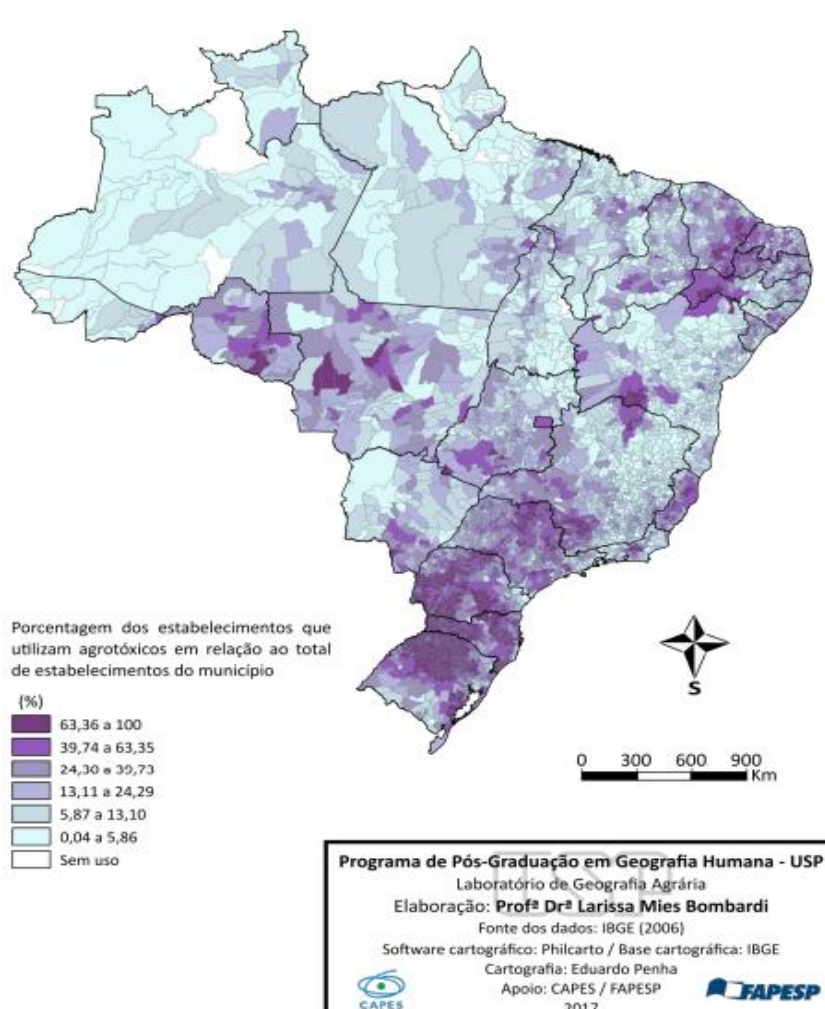 Porcentagem dos estabelecimentos que
utilizam agrotóxicos em relação ao total
de estabelecimentos do município
(%)
63,36 a 100
39,74 a 63,35
24,30 a 39,73
13,11 a 24,29
5,87 a 13,10
0,04 a 5,86
Sem uso
S
0 300 600 900
Km
USP
Programa de Pós-Graduação em Geografia Humana - USP
Laboratório de Geografia Agrária
Elaboração: Profª Drª Larissa Mies Bombardi
Fonte dos dados: IBGE (2006)
Software cartográfico: Philcarto / Base cartográfica: IBGE
Cartografia: Eduardo Penha
Apoio: CAPES / FAPESP
2017
CAPES
FAPESP